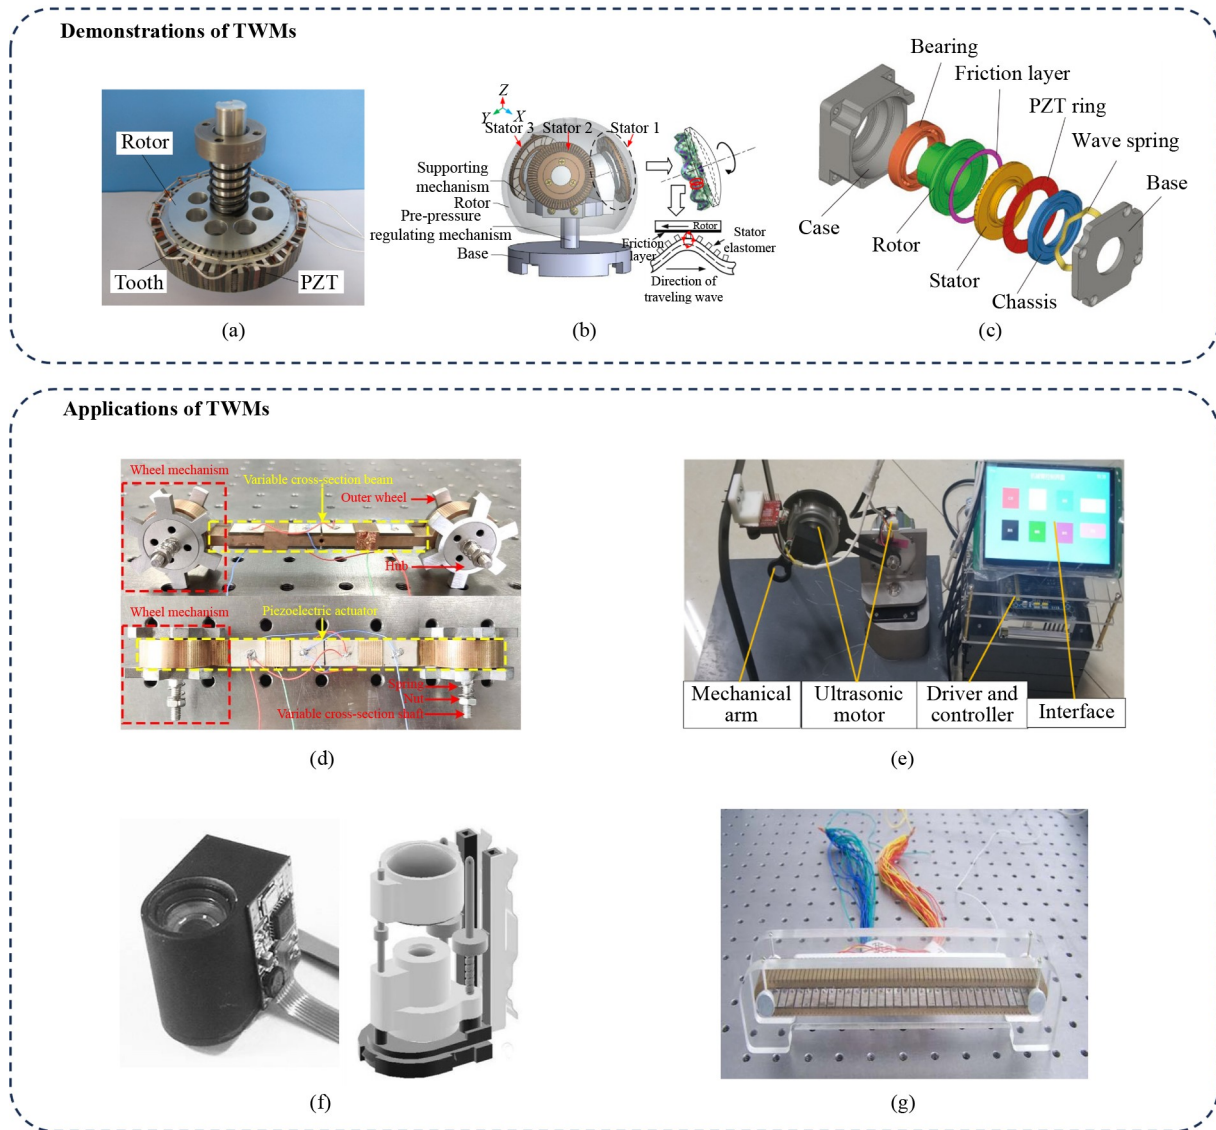 Demonstrations of TWMs
Rotor
Tooth
PZT
(a)
Z
Y
X
Stator 3
Stator 2
Stator 1
Supporting
mechanism
Rotor
Pre-pressure
regulating mechanism
Base
Rotor
Friction
layer
Stator
elastomer
Direction of
traveling wave
(b)
Bearing
Friction layer
PZT ring
Wave spring
Base
Case
Rotor
Stator
Chassis
(c)
Applications of TWMs
Wheel mechanism
Variable cross-section beam
Outer wheel
Hub
Wheel mechanism
Piezoelectric actuator
Spring
Nut
Variable cross-section shaft
(d)
Mechanical
arm
Ultrasonic
motor
Driver and
controller
Interface
(e)
(f)
(g)